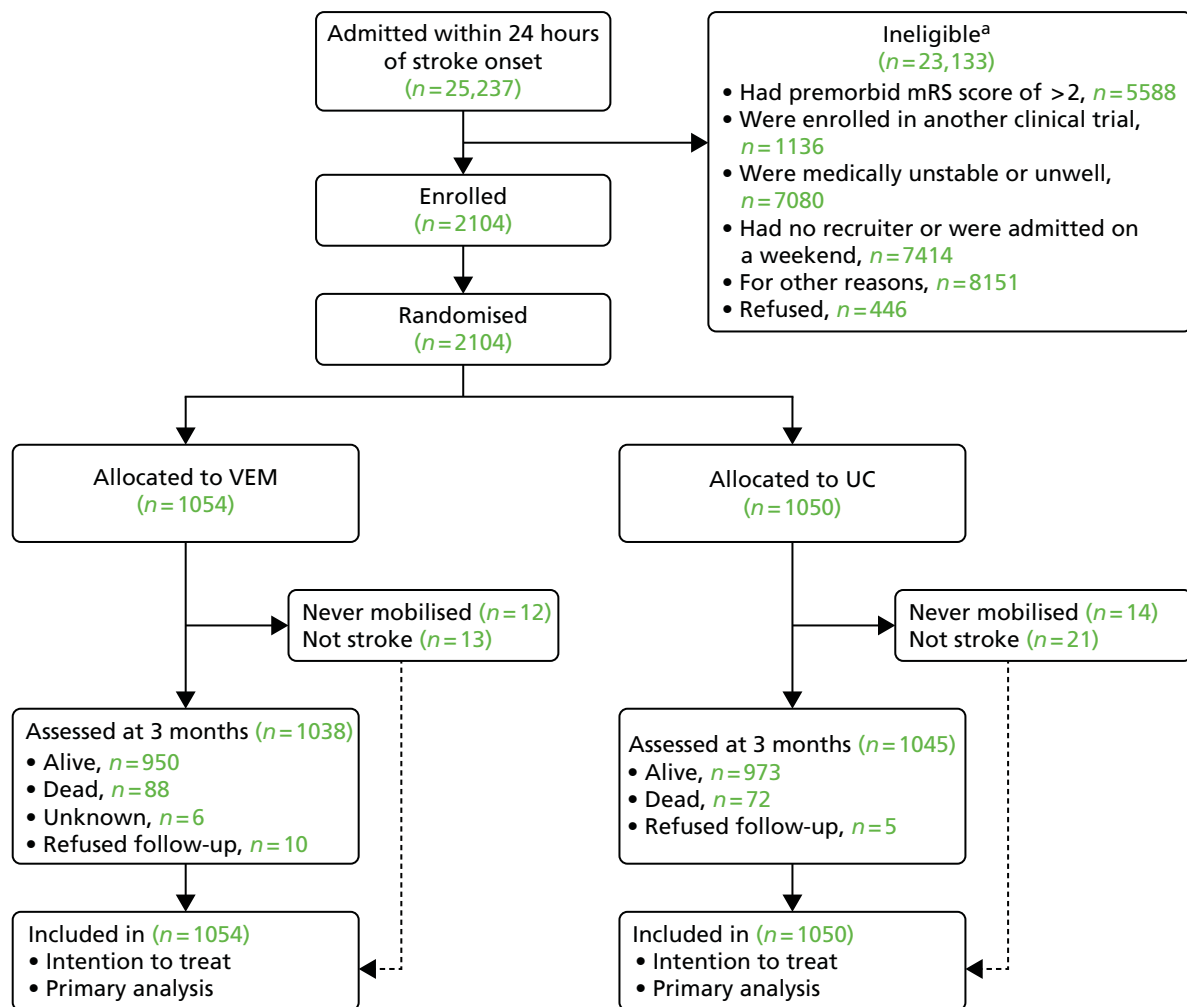 Admitted within 24 hours
of stroke onset
(n=25,237)
Ineligibleª
(n=23,133)
• Had premorbid mRS score of >2, n=5588
• Were enrolled in another clinical trial,
n=1136
• Were medically unstable or unwell,
n=7080
• Had no recruiter or were admitted on
a weekend, n=7414
• For other reasons, n=8151
• Refused, n=446
Enrolled
(n=2104)
Randomised
(n=2104)
Allocated to VEM
(n=1054)
Allocated to UC
(n=1050)
Never mobilised (n=12)
Not stroke (n=13)
Never mobilised (n=14)
Not stroke (n=21)
Assessed at 3 months (n=1038)
• Alive, n=950
• Dead, n=88
• Unknown, n=6
• Refused follow-up, n=10
Assessed at 3 months (n=1045)
• Alive, n=973
• Dead, n=72
• Refused follow-up, n=5
Included in (n=1054)
• Intention to treat
• Primary analysis
Included in (n=1050)
• Intention to treat
• Primary analysis